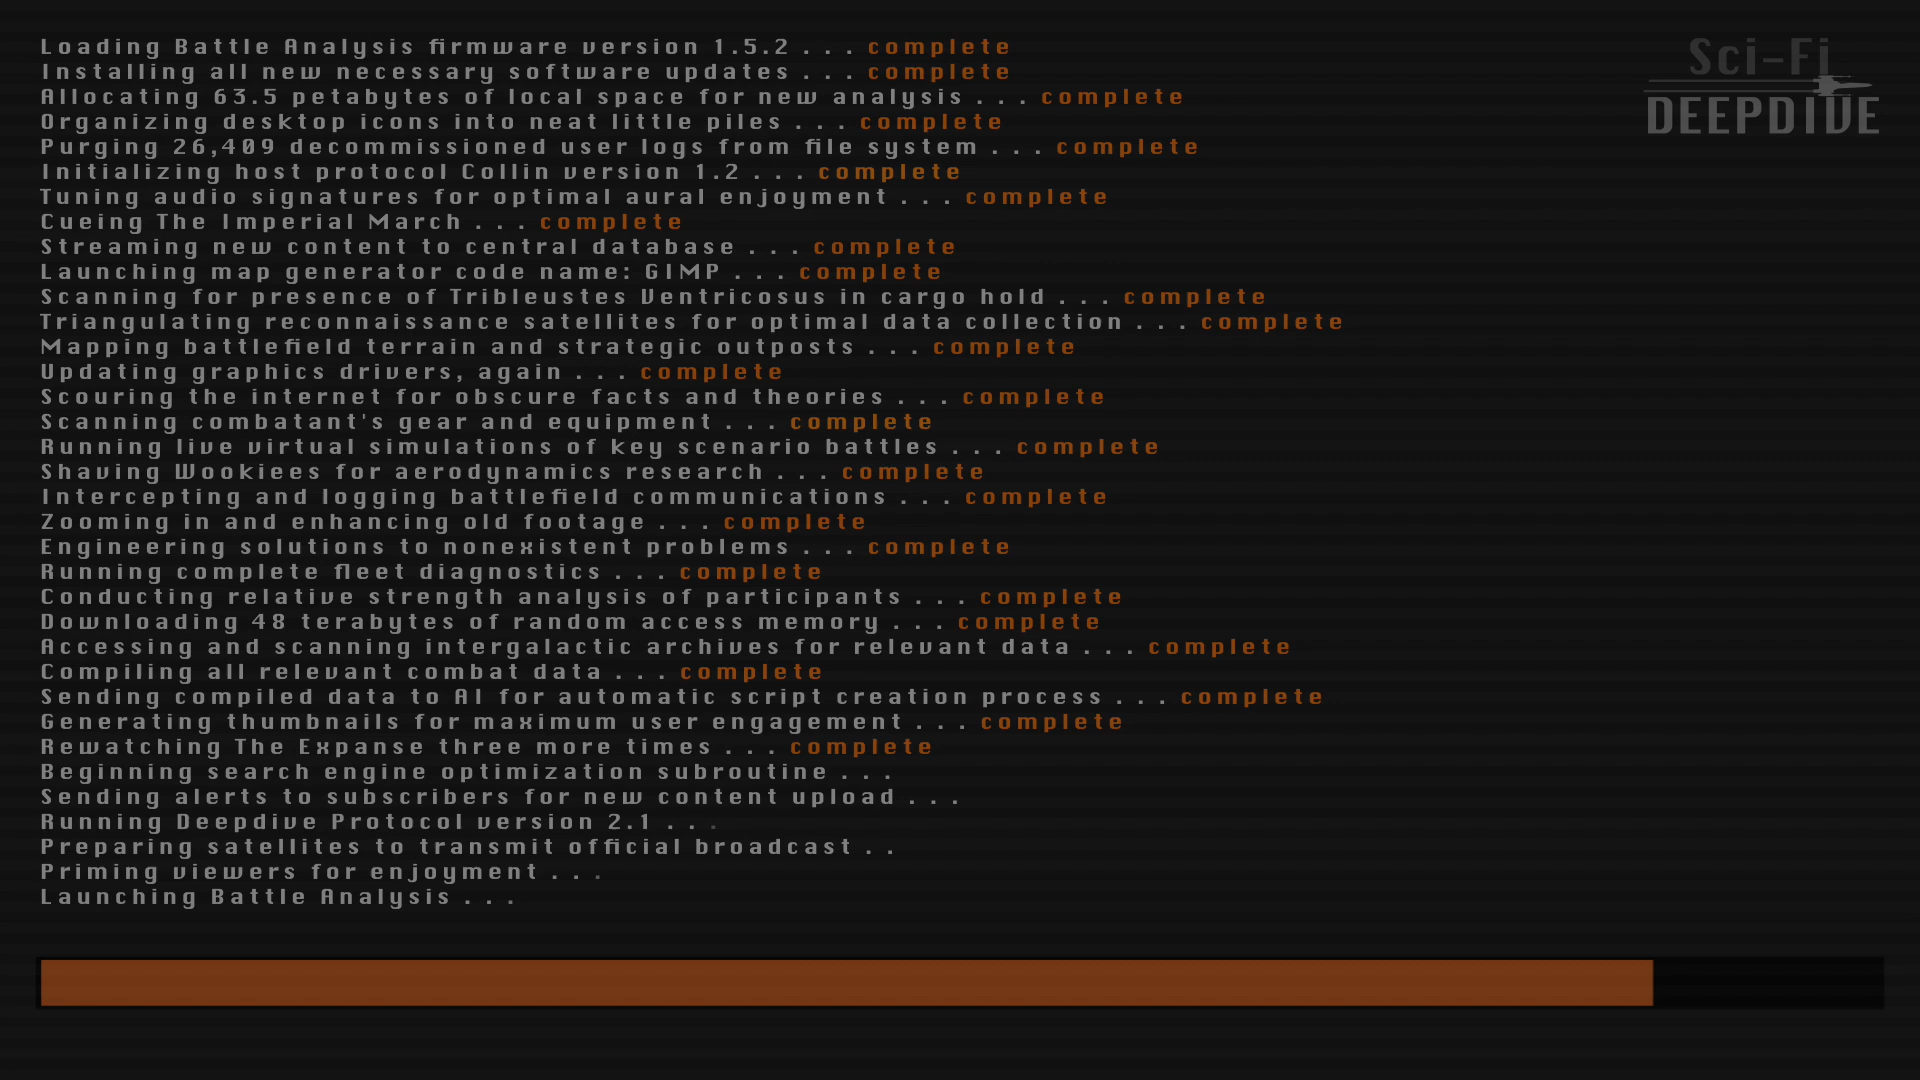 Loading Battle Analysis firmware version 1.5.2 . . . complete
Installing all new necessary software updates . . . complete
Allocating 63.5 petabytes of local space for new analysis . . . complete
Organizing desktop icons into neat little piles . . . complete
Purging 26,409 decommissioned user logs from file system . . . complete
Initializing host protocol Collin version 1.2 . . . complete
Tuning audio signatures for optimal aural enjoyment . . . complete
Cueing The Imperial March . . . complete
Streaming new content to central database . . . complete
Launching map generator code name: GIMP . . . complete
Scanning for presence of Tribleustes Ventricosus in cargo hold . . . complete
Triangulating reconnaissance satellites for optimal data collection . . . complete
Mapping battlefield terrain and strategic outposts . . . complete
Updating graphics drivers, again . . . complete
Scouring the internet for obscure facts and theories . . . complete
Scanning combatant's gear and equipment . . . complete
Running live virtual simulations of key scenario battles . . . complete
Shaving Wookiees for aerodynamics research . . . complete
Intercepting and logging battlefield communications . . . complete
Zooming in and enhancing old footage . . . complete
Engineering solutions to nonexistent problems . . . complete
Running complete fleet diagnostics . . . complete
Conducting relative strength analysis of participants . . . complete
Downloading 48 terabytes of random access memory . . . complete
Accessing and scanning intergalactic archives for relevant data . . . complete
Compiling all relevant combat data . . . complete
Sending compiled data to AI for automatic script creation process . . . complete
Generating thumbnails for maximum user engagement . . . complete
Rewatching The Expanse three more times . . . complete
Beginning search engine optimization subroutine . . .
Sending alerts to subscribers for new content upload . . .
Running Deepdive Protocol version 2.1 . . .
Preparing satellites to transmit official broadcast . .
Priming viewers for enjoyment . . .
Launching Battle Analysis . . .
Sci-Fi
DEEPDIVE